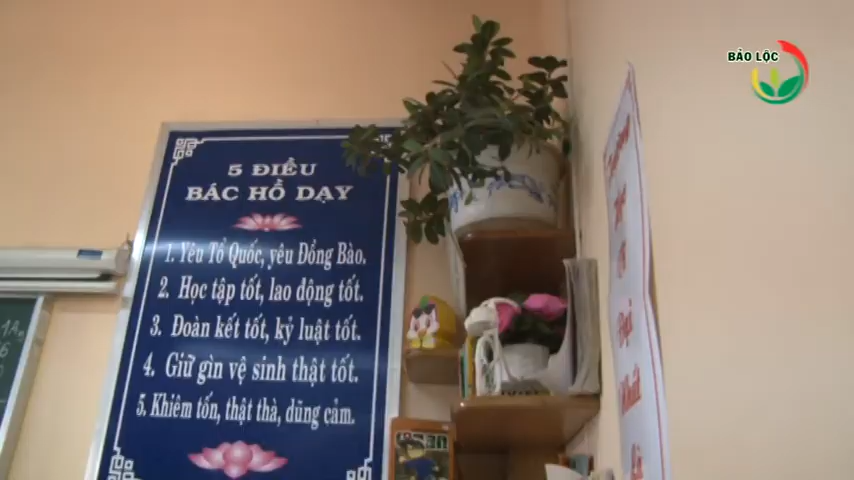 BẢO LỘC
5 ĐIỀU
BÁC HỒ DẠY
1. Yêu Tổ Quốc, yêu Đồng Bào.
2. Học tập tốt, lao động tốt.
3. Đoàn kết tốt, kỷ luật tốt.
4. Giữ gìn vệ sinh thật tốt.
5. Khiêm tốn, thật thà, dũng cảm.